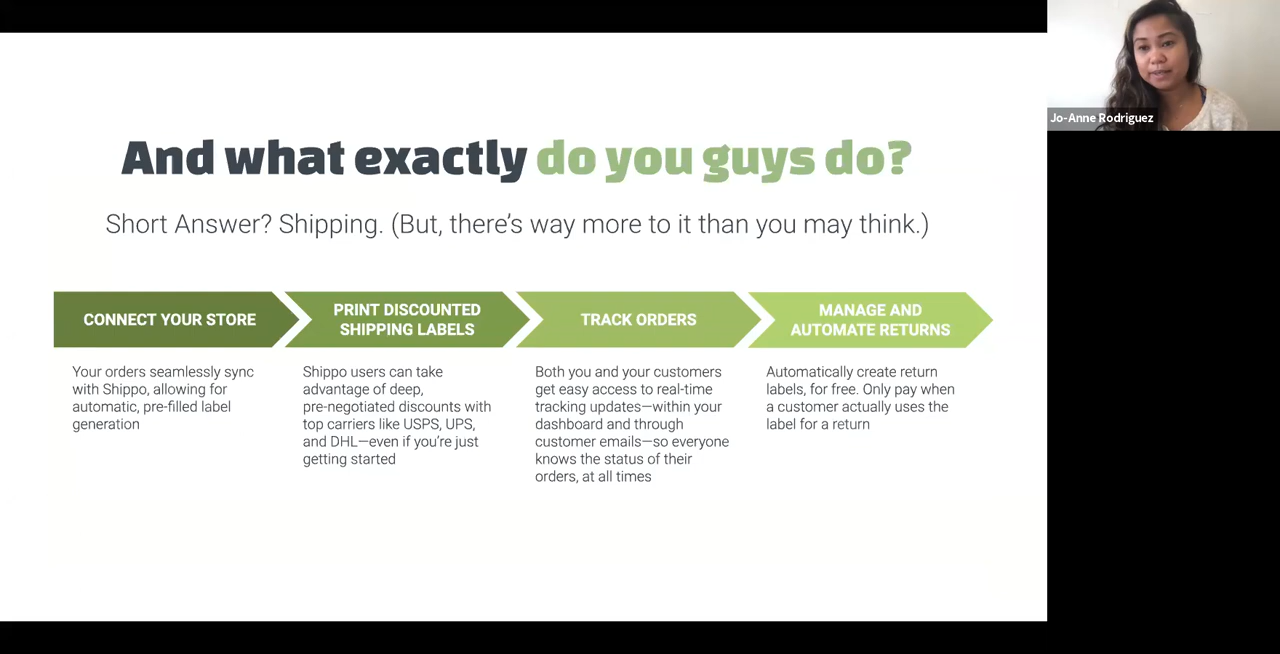 And what exactly do you guys do?
Short Answer? Shipping. (But, there's way more to it than you may think.)
CONNECT YOUR STORE
Your orders seamlessly sync
with Shippo, allowing for
automatic, pre-filled label
generation
PRINT DISCOUNTED
SHIPPING LABELS
Shippo users can take
advantage of deep,
pre-negotiated discounts with
top carriers like USPS, UPS,
and DHL—even if you're just
getting started
TRACK ORDERS
Both you and your customers
get easy access to real-time
tracking updates—within your
dashboard and through
customer emails—so everyone
knows the status of their
orders, at all times
MANAGE AND
AUTOMATE RETURNS
Automatically create return
labels, for free. Only pay when
a customer actually uses the
label for a return
Jo-Anne Rodriguez